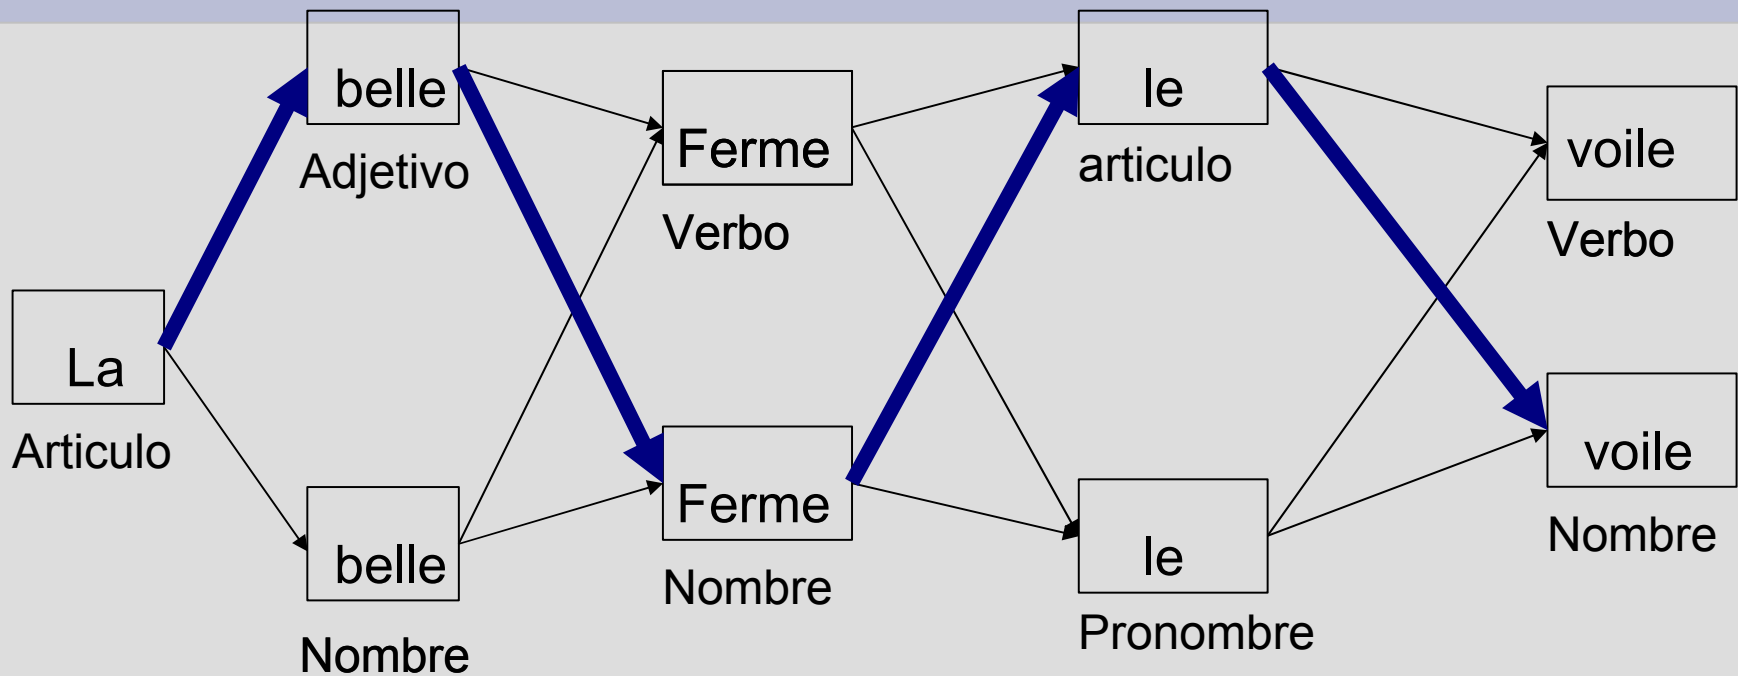 La
Articulo
belle
Adjetivo
belle
Nombre
Ferme
Verbo
Ferme
Nombre
le
articulo
le
Pronombre
voile
Verbo
voile
Nombre